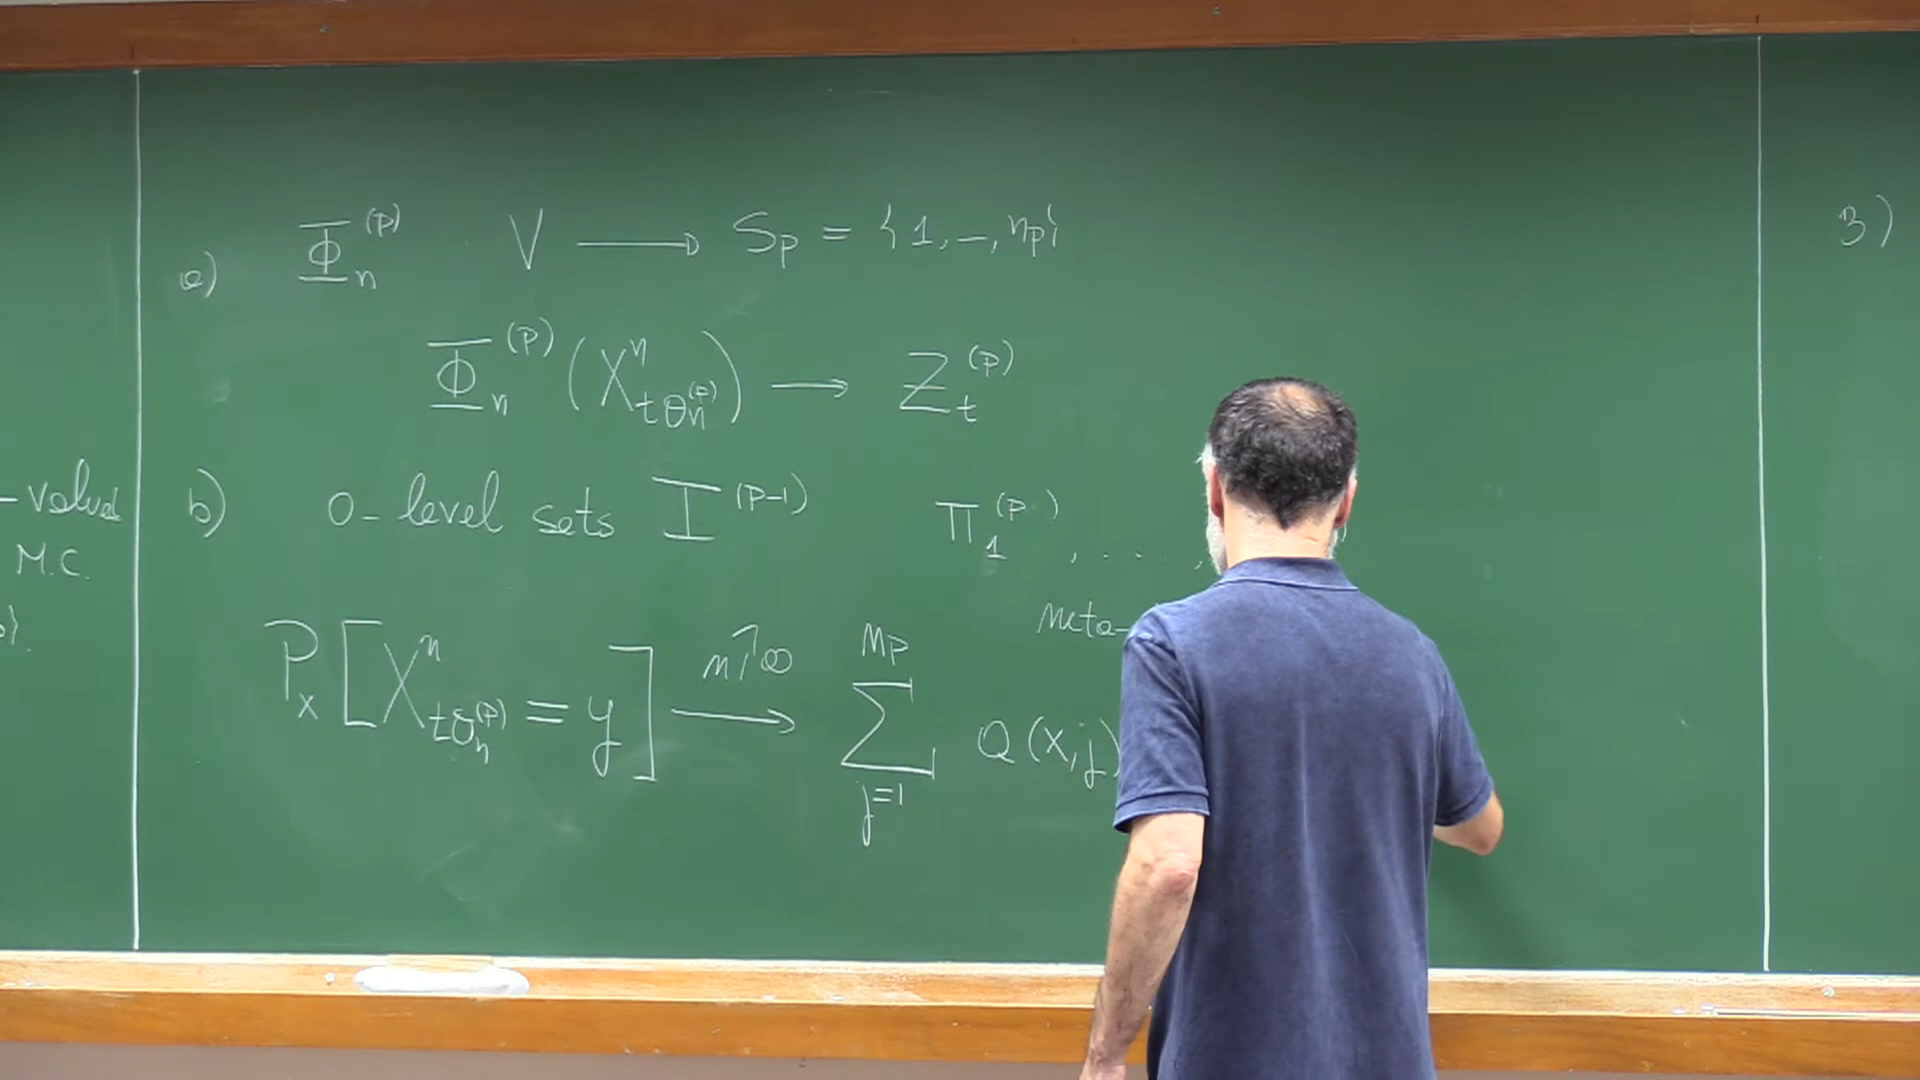 – valued
M.C.
a) Φ_n^{(p)} V → S_p = {1, –, n_p}
Φ_n^{(p)} (X^n_{tθ_n^{(p)}}) → Z_t^{(p)}
b) 0 - level sets I^{(p-1)} Π_1^{(p)} , . . . ,
meta-
P_x [X^n_{tθ_n^{(p)}} = y] →^{n↑∞} Σ_{j=1}^{n_p} Q(x,j)
3)